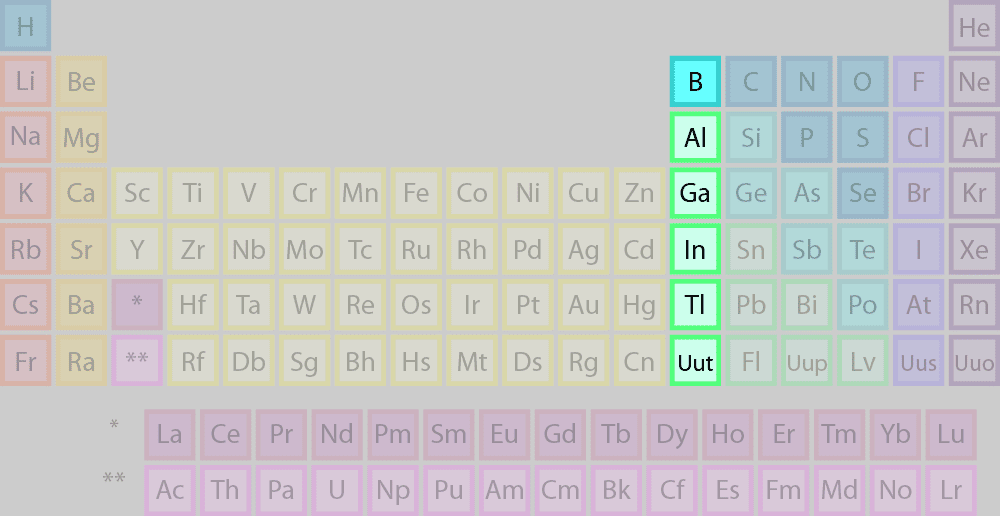 H He
Li Be B C N O F Ne
Na Mg Al Si P S Cl Ar
K Ca Sc Ti V Cr Mn Fe Co Ni Cu Zn Ga Ge As Se Br Kr
Rb Sr Y Zr Nb Mo Tc Ru Rh Pd Ag Cd In Sn Sb Te I Xe
Cs Ba * Hf Ta W Re Os Ir Pt Au Hg Tl Pb Bi Po At Rn
Fr Ra ** Rf Db Sg Bh Hs Mt Ds Rg Cn Uut Fl Uup Lv Uus Uuo
* La Ce Pr Nd Pm Sm Eu Gd Tb Dy Ho Er Tm Yb Lu
** Ac Th Pa U Np Pu Am Cm Bk Cf Es Fm Md No Lr